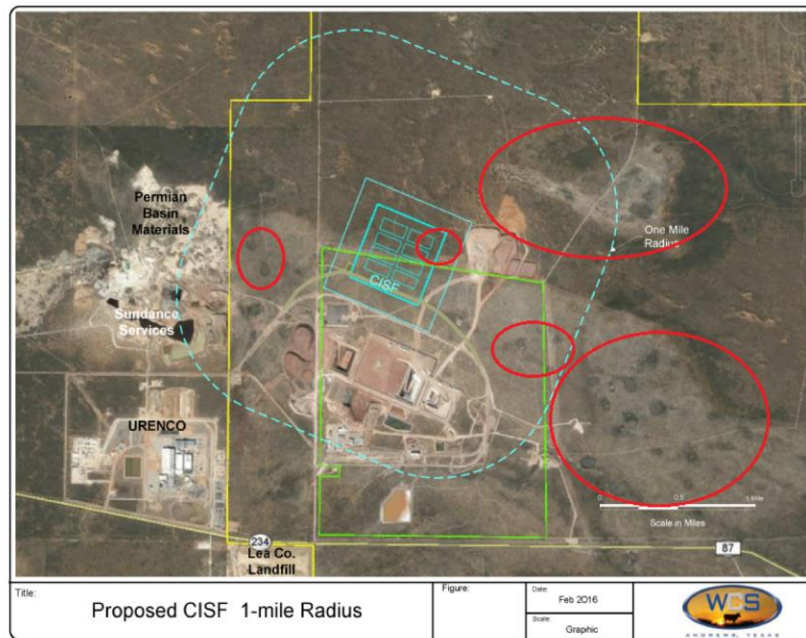 Permian
Basin
Materials
One Mile
Radius
CISF
Sundance
Services
URENCO
0 0.5 1 Mile
Scale in Miles
234
87
Lea Co.
Landfill
Title:
Proposed CISF 1-mile Radius
Figure:
Date:
Feb 2016
Scale:
Graphic
WCS
ANDREWS, TEXAS